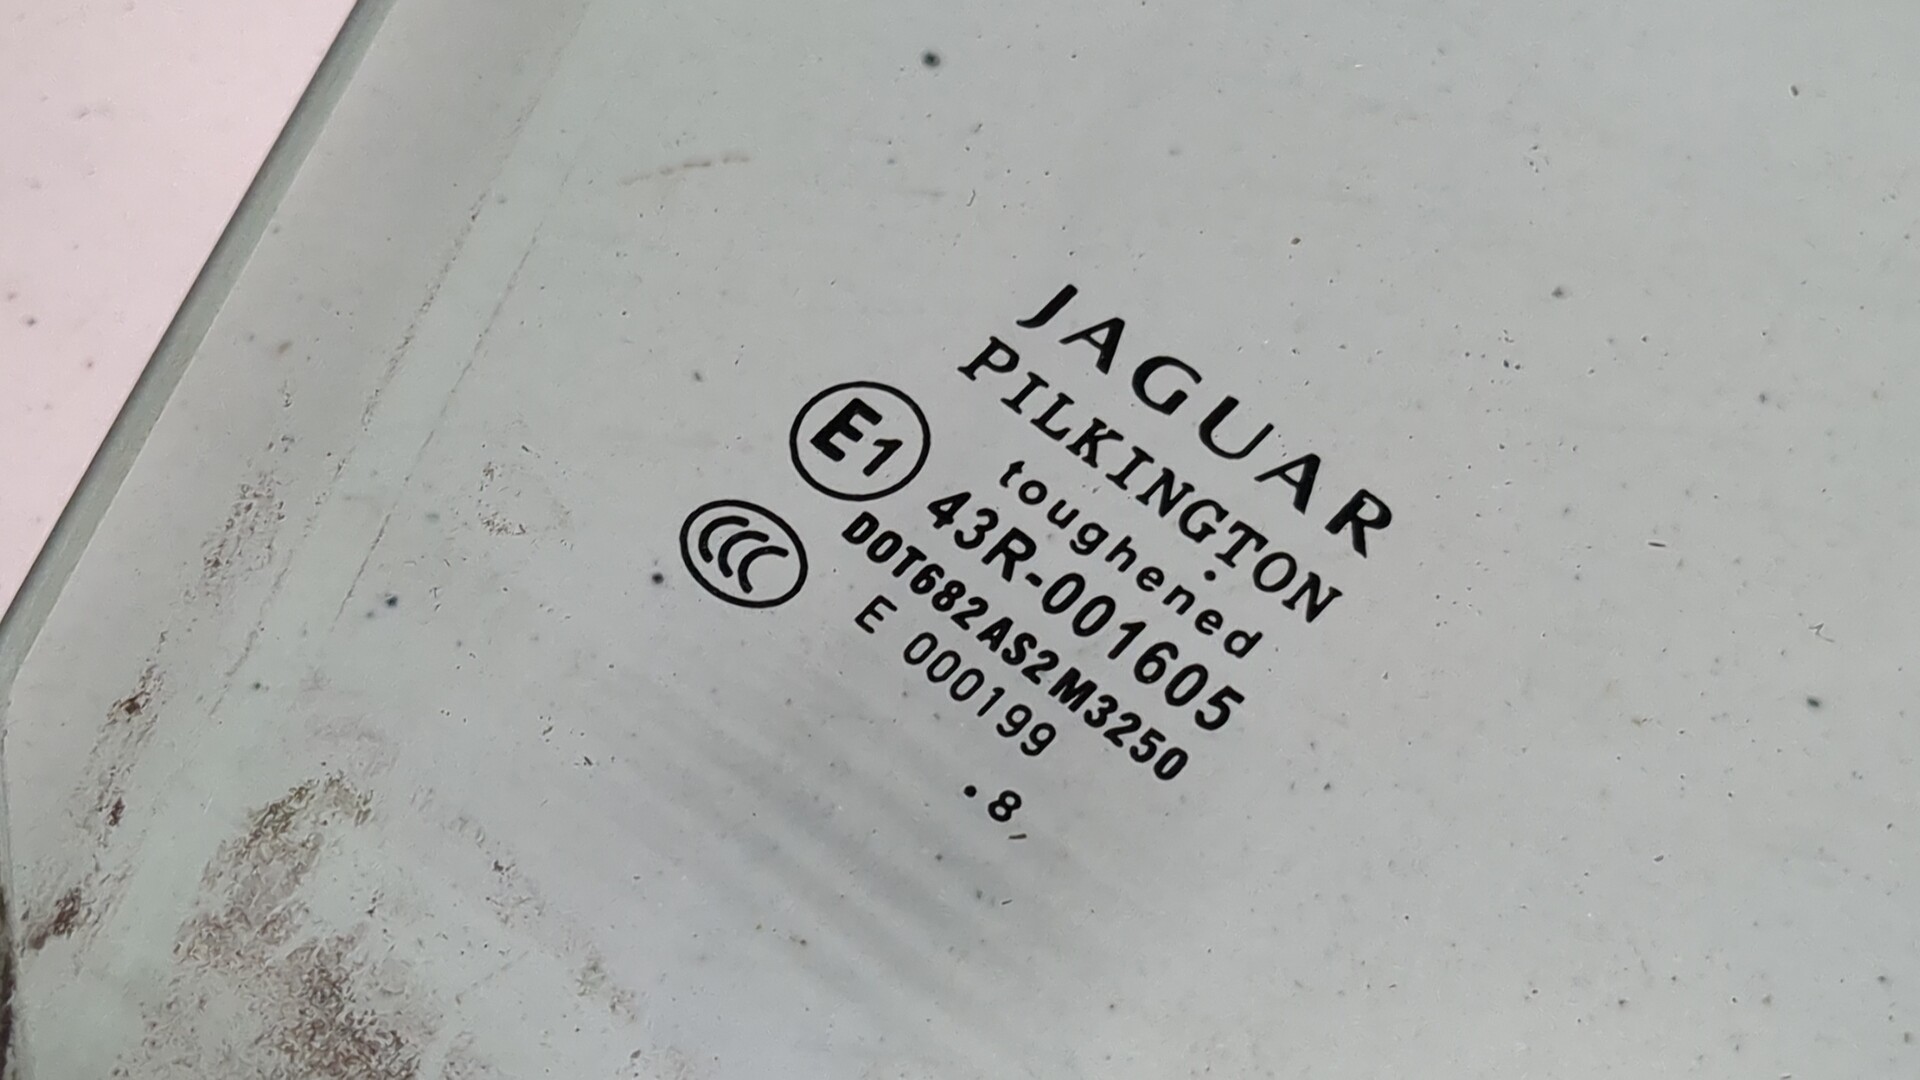 JAGUAR
PILKINGTON
toughened
E1 43R-001605
DOT682AS2M3250
CCC E 000199
.8